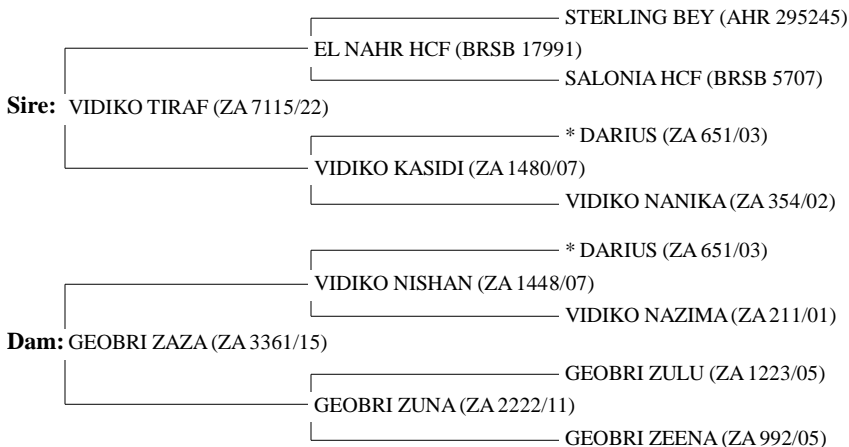 STERLING BEY (AHR 295245)
EL NAHR HCF (BRSB 17991)
SALONIA HCF (BRSB 5707)
Sire: VIDIKO TIRAF (ZA 7115/22)
* DARIUS (ZA 651/03)
VIDIKO KASIDI (ZA 1480/07)
VIDIKO NANIKA (ZA 354/02)
* DARIUS (ZA 651/03)
VIDIKO NISHAN (ZA 1448/07)
VIDIKO NAZIMA (ZA 211/01)
Dam: GEOBRI ZAZA (ZA 3361/15)
GEOBRI ZULU (ZA 1223/05)
GEOBRI ZUNA (ZA 2222/11)
GEOBRI ZEENA (ZA 992/05)